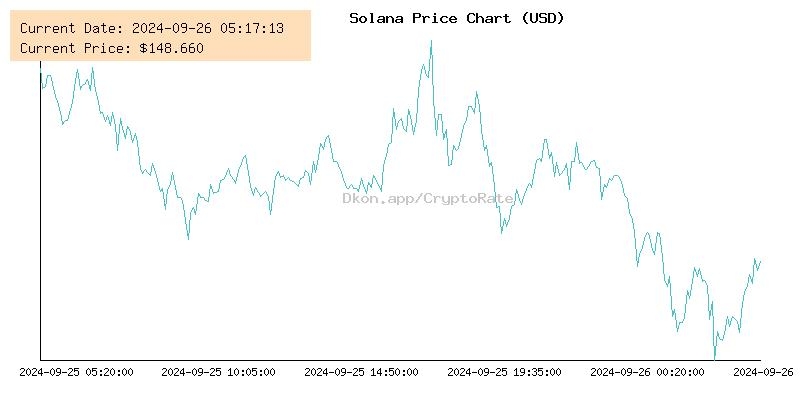 Solana Price Chart (USD)
Current Date: 2024-09-26 05:17:13
Current Price: $148.660
Dkon.app/CryptoRate
2024-09-25 05:20:00
2024-09-25 10:05:00
2024-09-25 14:50:00
2024-09-25 19:35:00
2024-09-26 00:20:00
2024-09-26